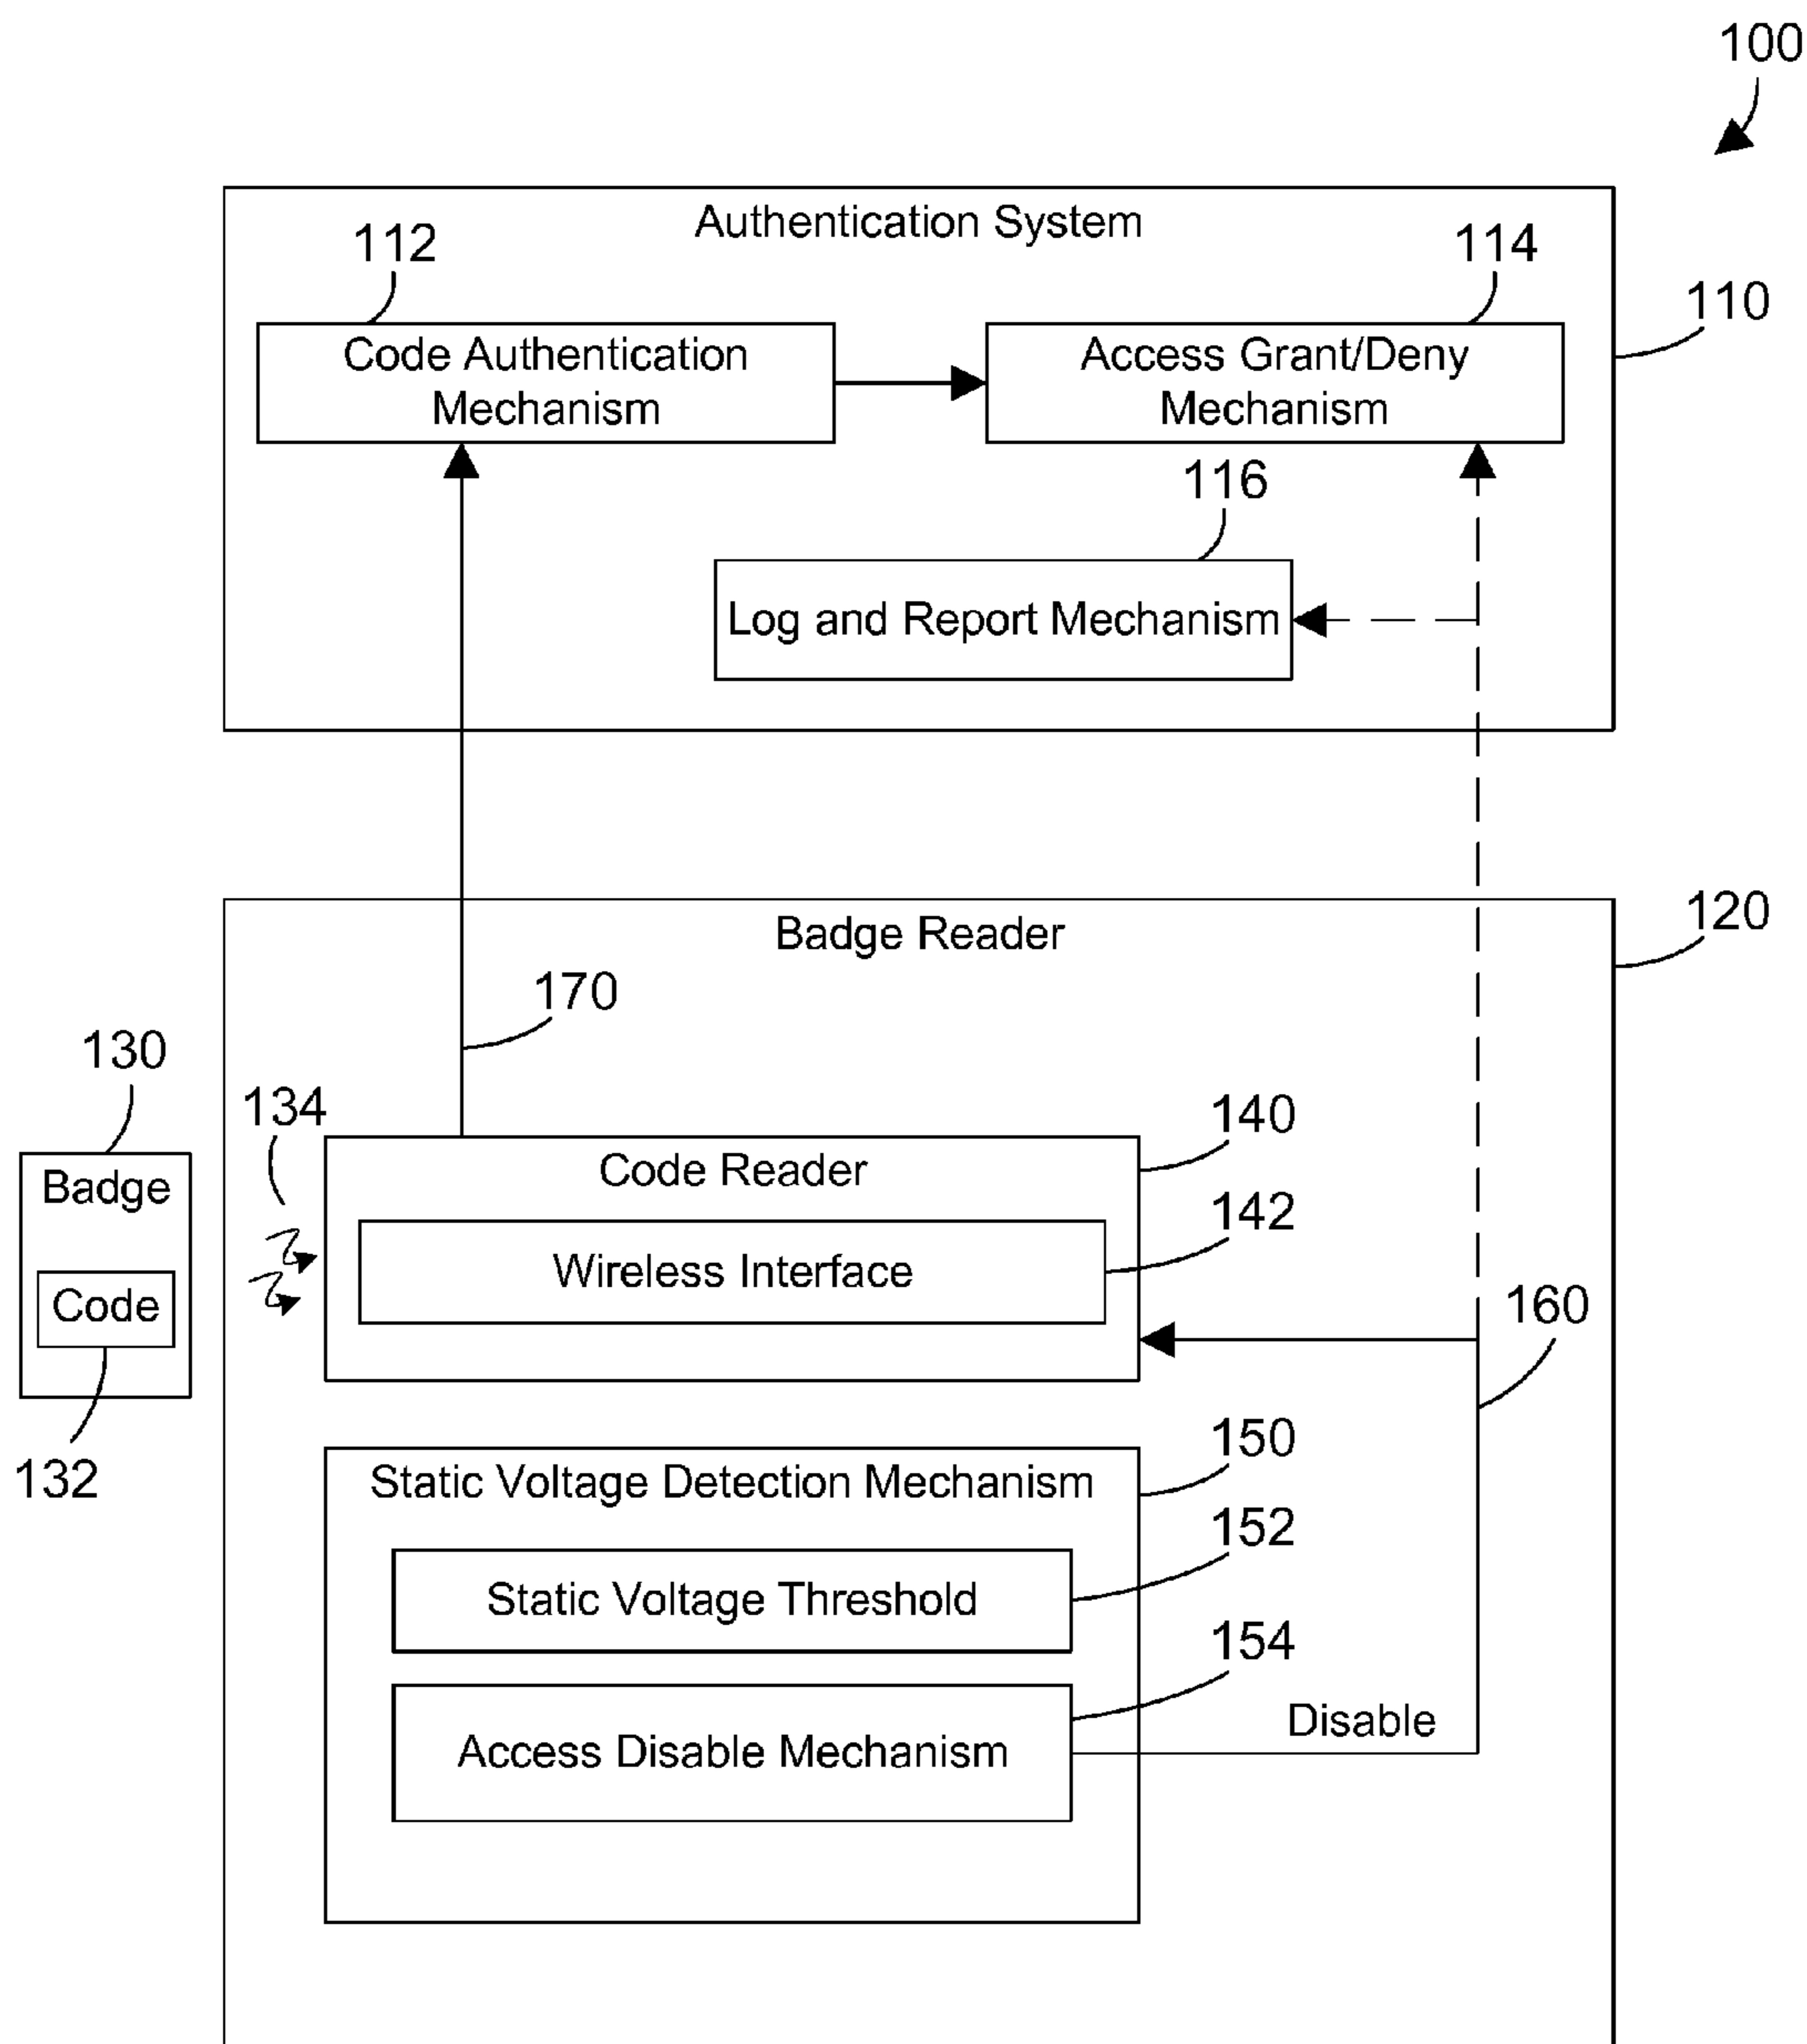 100
Authentication System
112
114
110
Code Authentication
Mechanism
Access Grant/Deny
Mechanism
116
Log and Report Mechanism
120
Badge Reader
170
130
134
140
Badge
Code Reader
142
Wireless Interface
Code
160
132
150
Static Voltage Detection Mechanism
152
Static Voltage Threshold
154
Disable
Access Disable Mechanism